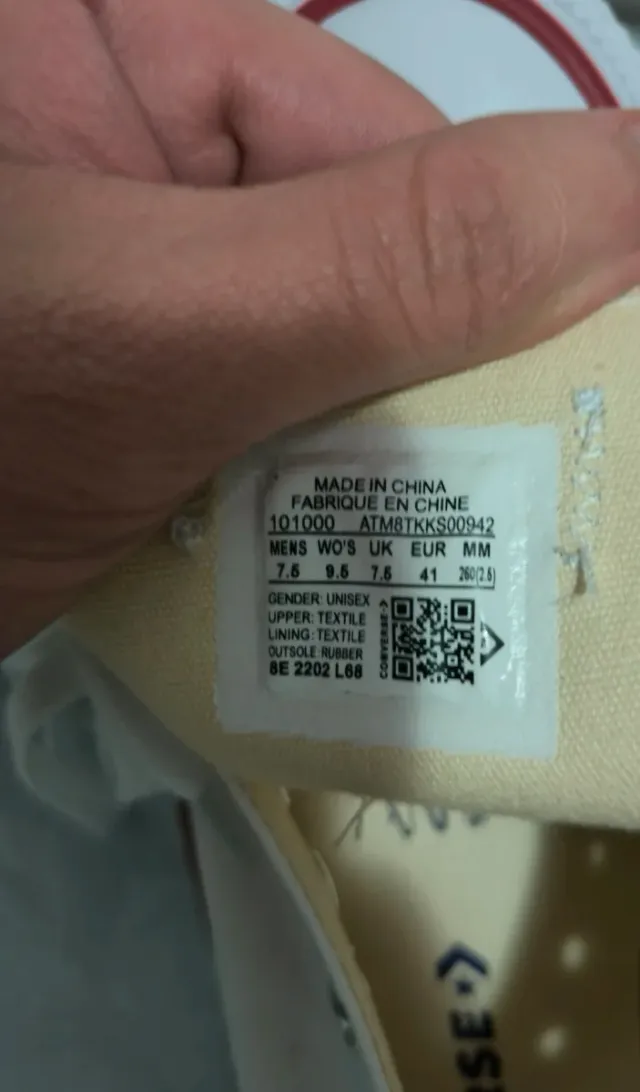 MADE IN CHINA
FABRIQUE EN CHINE
101000 ATM8TKKS00942
MENS WO'S UK EUR MM
7.5 9.5 7.5 41 260(2.5)
GENDER: UNISEX
UPPER: TEXTILE
LINING: TEXTILE
OUTSOLE: RUBBER
8E 2202 L68
CONVERSE
RSE